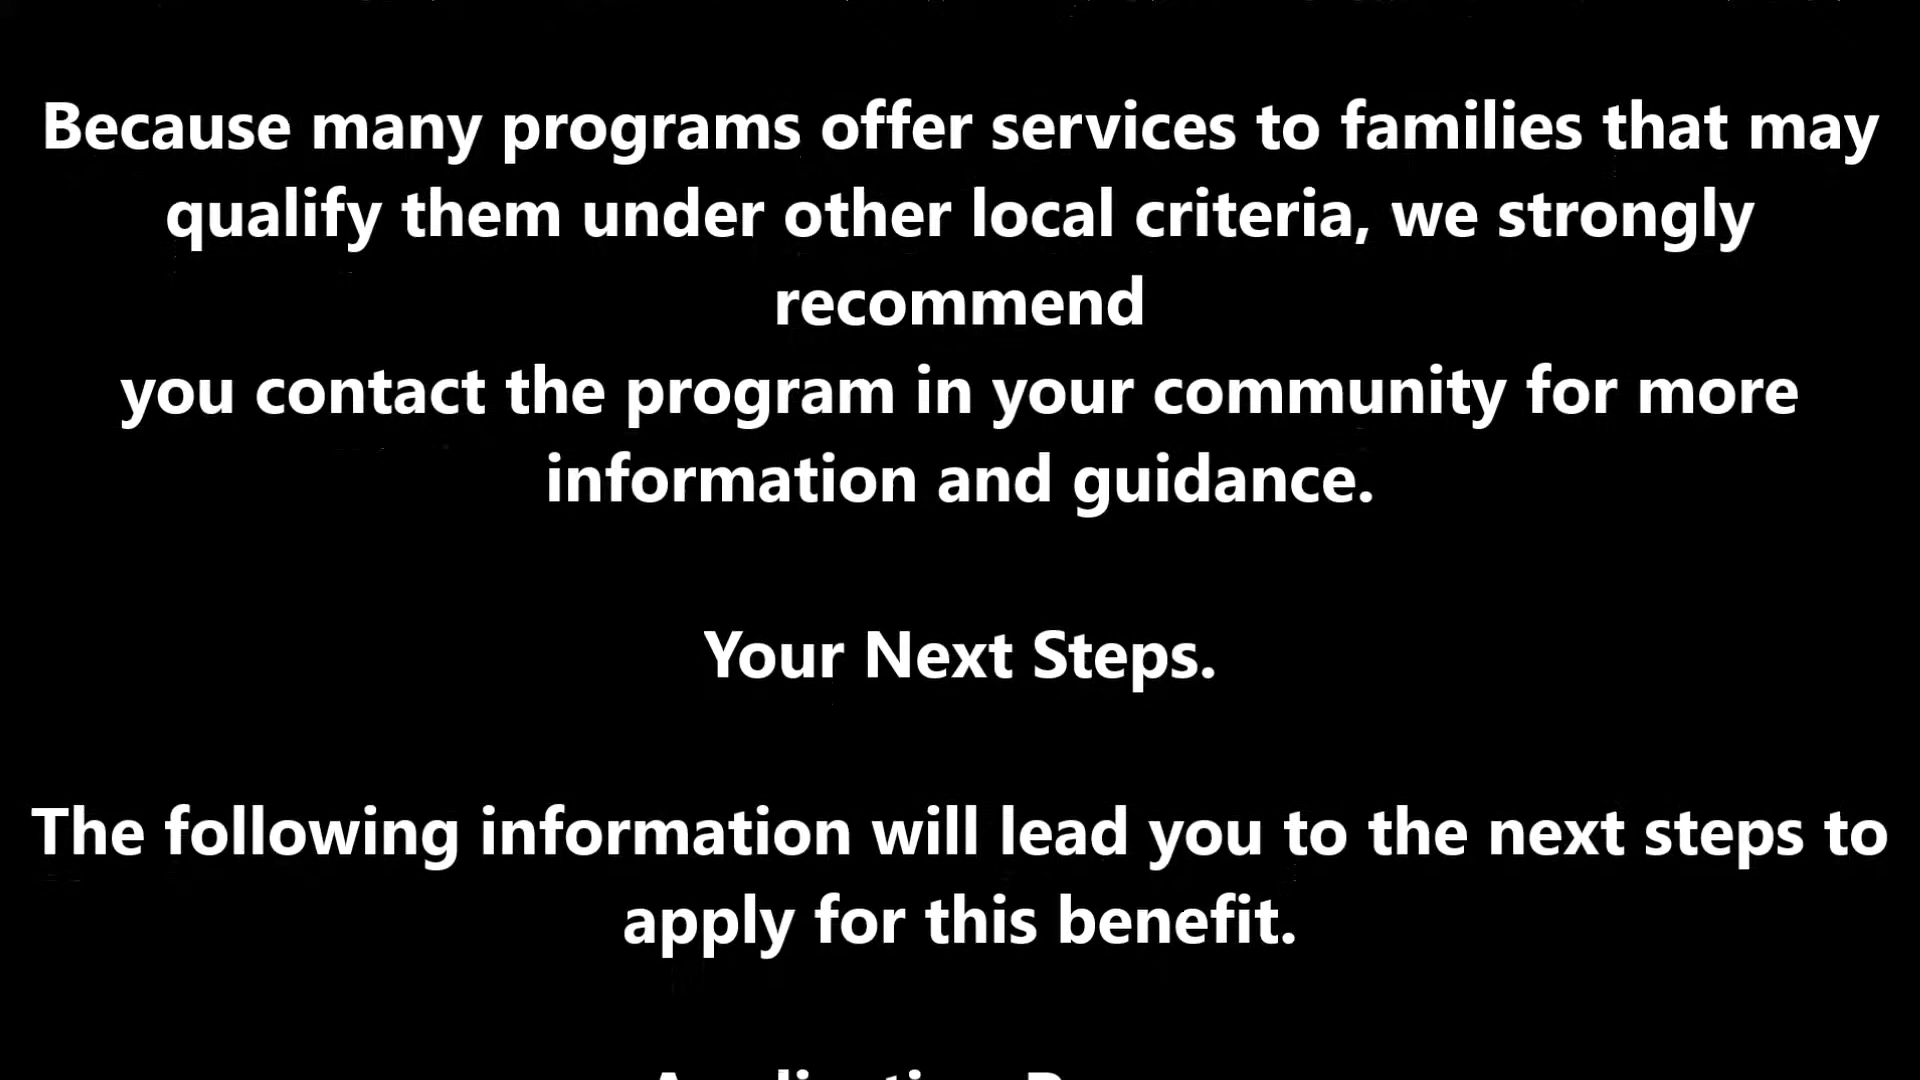 Because many programs offer services to families that may
qualify them under other local criteria, we strongly
recommend
you contact the program in your community for more
information and guidance.
Your Next Steps.
The following information will lead you to the next steps to
apply for this benefit.